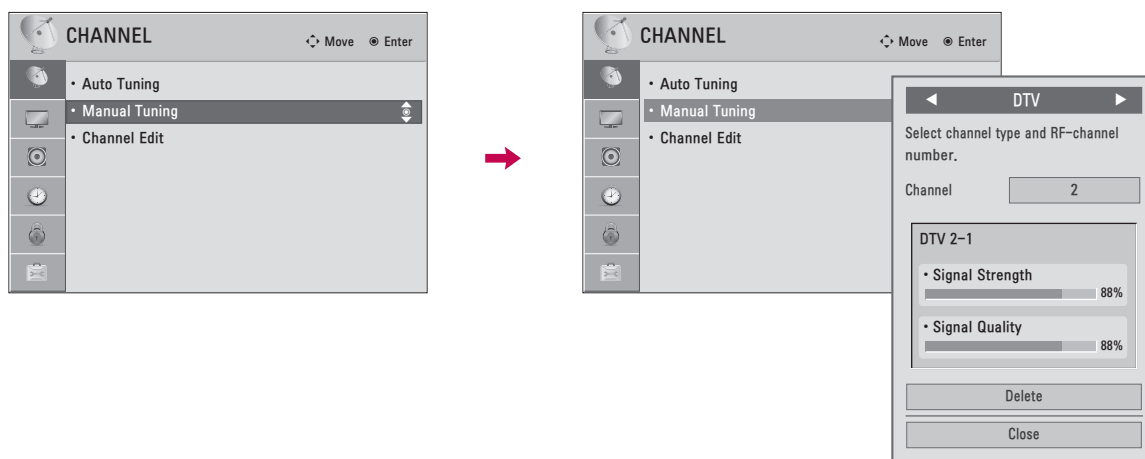 CHANNEL
Move Enter
• Auto Tuning
• Manual Tuning
• Channel Edit
CHANNEL
Move Enter
• Auto Tuning
• Manual Tuning
• Channel Edit
◀ DTV ▶
Select channel type and RF-channel
number.
Channel 2
DTV 2-1
• Signal Strength
88%
• Signal Quality
88%
Delete
Close